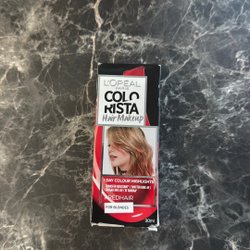 L'ORÉAL
PARIS
COLO
RISTA
Hair Makeup
1 DAY COLOUR HIGHLIGHTS
#REDHAIR
FOR BLONDES
30ml